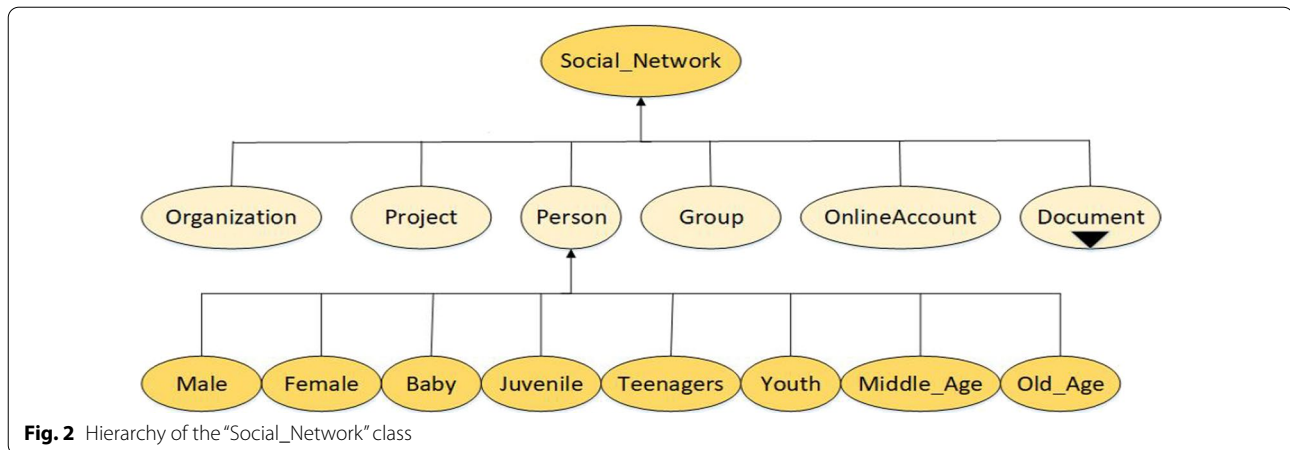 Social_Network
Organization Project Person Group OnlineAccount Document
Male Female Baby Juvenile Teenagers Youth Middle_Age Old_Age
Fig. 2 Hierarchy of the “Social_Network” class